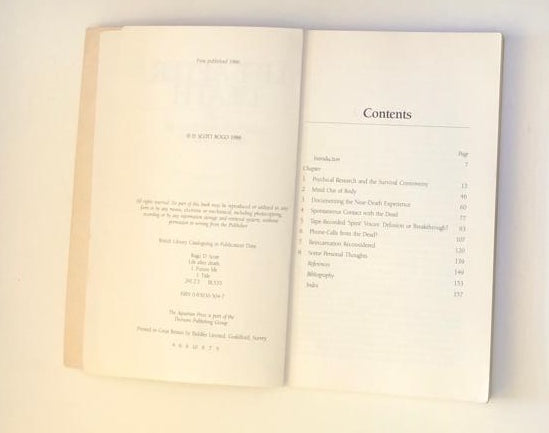 First published 1986
© D. SCOTT ROGO 1986
All rights reserved. No part of this book may be reproduced or utilized in any
form or by any means, electronic or mechanical, including photocopying,
recording or by any information storage and retrieval system, without
permission in writing from the Publisher
British Library Cataloguing in Publication Data
Rogo, D. Scott
Life after death.
1. Future life
I. Title
ISBN
The Aquarian Press is part of the
Thorsons Publishing Group
Printed in Great Britain by Biddles Limited, Guildford, Surrey
Contents
Page
Introduction 7
Chapter
1 Psychical Research and the Survival Controversy 13
2 Mind Out of Body 46
3 Documenting the Near-Death Experience 60
4 Spontaneous Contact with the Dead 77
5 Tape-Recorded 'Spirit' Voices: Delusion or Breakthrough? 93
6 Phone-Calls from the Dead? 107
7 Reincarnation Reconsidered 120
8 Some Personal Thoughts 139
References 149
Bibliography 153
Index 157